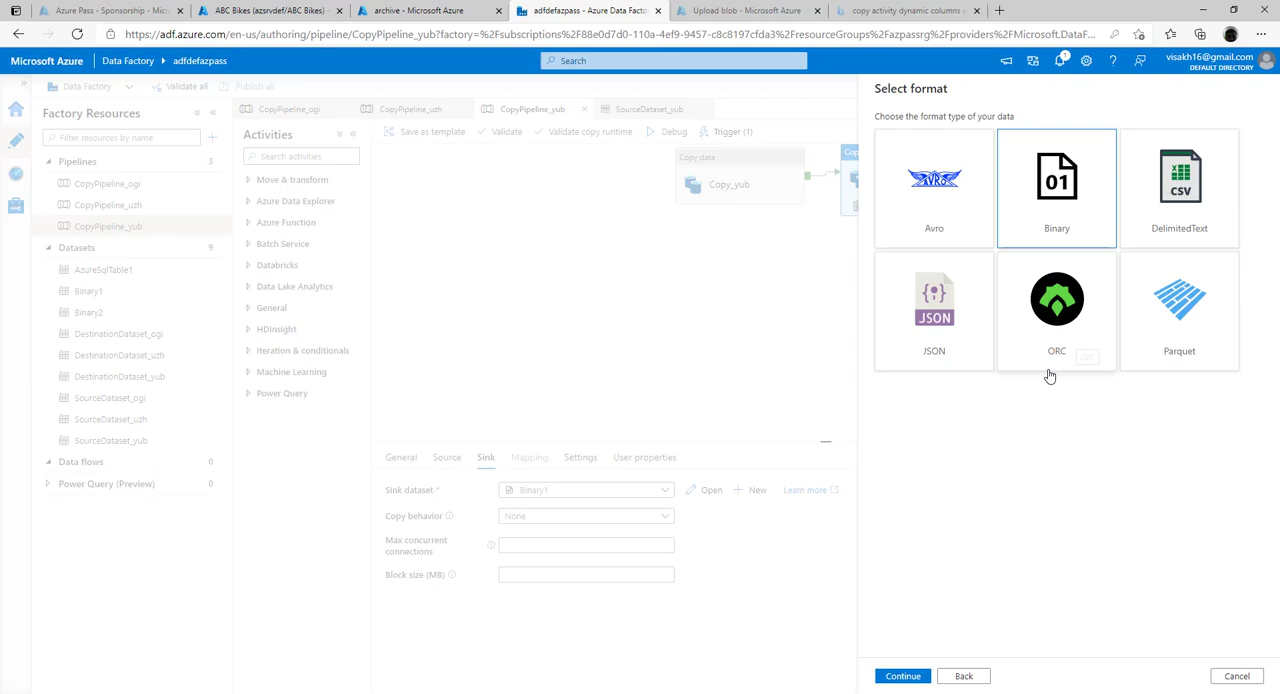 Azure Pass - Sponsorship - Micr
ABC Bikes (azsrvdef/ABC Bikes)
archive - Microsoft Azure
adfdefazpass - Azure Data Facto
Upload blob - Microsoft Azure
copy activity dynamic columns
https://adf.azure.com/en-us/authoring/pipeline/CopyPipeline_yub?factory=%2Fsubscriptions%2F88e0d7d0-110a-4ef9-9457-c8c8197cfda3%2FresourceGroups%2Fazpassrg%2Fproviders%2FMicrosoft.DataF...
Microsoft Azure
Data Factory
adfdefazpass
Search
1
visakh16@gmail.com
DEFAULT DIRECTORY
Data Factory
Validate all
Publish all
Factory Resources
Filter resources by name
Pipelines 3
CopyPipeline_ogi
CopyPipeline_uzh
CopyPipeline_yub
Datasets 9
AzureSqlTable1
Binary1
Binary2
DestinationDataset_ogi
DestinationDataset_uzh
DestinationDataset_yub
SourceDataset_ogi
SourceDataset_uzh
SourceDataset_yub
Data flows 0
Power Query (Preview) 0
CopyPipeline_ogi
CopyPipeline_uzh
CopyPipeline_yub
SourceDataset_yub
Activities
Search activities
Move & transform
Azure Data Explorer
Azure Function
Batch Service
Databricks
Data Lake Analytics
General
HDInsight
Iteration & conditionals
Machine Learning
Power Query
Save as template
Validate
Validate copy runtime
Debug
Trigger (1)
Copy data
Copy_yub
Cop
General
Source
Sink
Mapping
Settings
User properties
Sink dataset *
Binary1
Open
New
Learn more
Copy behavior
None
Max concurrent
connections
Block size (MB)
Select format
Choose the format type of your data
Avro
01
Binary
CSV
DelimitedText
JSON
JSON
ORC
ORC
Parquet
Continue
Back
Cancel